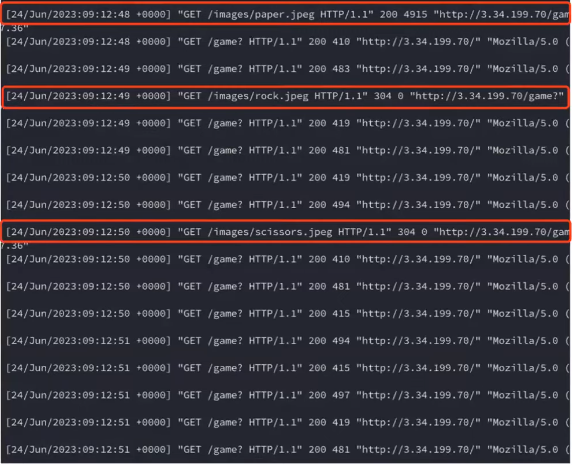 [24/Jun/2023:09:12:48 +0000] "GET /images/paper.jpeg HTTP/1.1" 200 4915 "http://3.34.199.70/gam
7.36"
[24/Jun/2023:09:12:48 +0000] "GET /game? HTTP/1.1" 200 410 "http://3.34.199.70/" "Mozilla/5.0 (
[24/Jun/2023:09:12:49 +0000] "GET /game? HTTP/1.1" 200 483 "http://3.34.199.70/" "Mozilla/5.0 (
[24/Jun/2023:09:12:49 +0000] "GET /images/rock.jpeg HTTP/1.1" 304 0 "http://3.34.199.70/game?"
[24/Jun/2023:09:12:49 +0000] "GET /game? HTTP/1.1" 200 419 "http://3.34.199.70/" "Mozilla/5.0 (
[24/Jun/2023:09:12:49 +0000] "GET /game? HTTP/1.1" 200 481 "http://3.34.199.70/" "Mozilla/5.0 (
[24/Jun/2023:09:12:50 +0000] "GET /game? HTTP/1.1" 200 419 "http://3.34.199.70/" "Mozilla/5.0 (
[24/Jun/2023:09:12:50 +0000] "GET /game? HTTP/1.1" 200 494 "http://3.34.199.70/" "Mozilla/5.0 (
[24/Jun/2023:09:12:50 +0000] "GET /images/scissors.jpeg HTTP/1.1" 304 0 "http://3.34.199.70/gam
7.36"
[24/Jun/2023:09:12:50 +0000] "GET /game? HTTP/1.1" 200 410 "http://3.34.199.70/" "Mozilla/5.0 (
[24/Jun/2023:09:12:50 +0000] "GET /game? HTTP/1.1" 200 481 "http://3.34.199.70/" "Mozilla/5.0 (
[24/Jun/2023:09:12:50 +0000] "GET /game? HTTP/1.1" 200 415 "http://3.34.199.70/" "Mozilla/5.0 (
[24/Jun/2023:09:12:51 +0000] "GET /game? HTTP/1.1" 200 494 "http://3.34.199.70/" "Mozilla/5.0 (
[24/Jun/2023:09:12:51 +0000] "GET /game? HTTP/1.1" 200 415 "http://3.34.199.70/" "Mozilla/5.0 (
[24/Jun/2023:09:12:51 +0000] "GET /game? HTTP/1.1" 200 497 "http://3.34.199.70/" "Mozilla/5.0 (
[24/Jun/2023:09:12:51 +0000] "GET /game? HTTP/1.1" 200 419 "http://3.34.199.70/" "Mozilla/5.0 (
[24/Jun/2023:09:12:51 +0000] "GET /game? HTTP/1.1" 200 481 "http://3.34.199.70/" "Mozilla/5.0 (